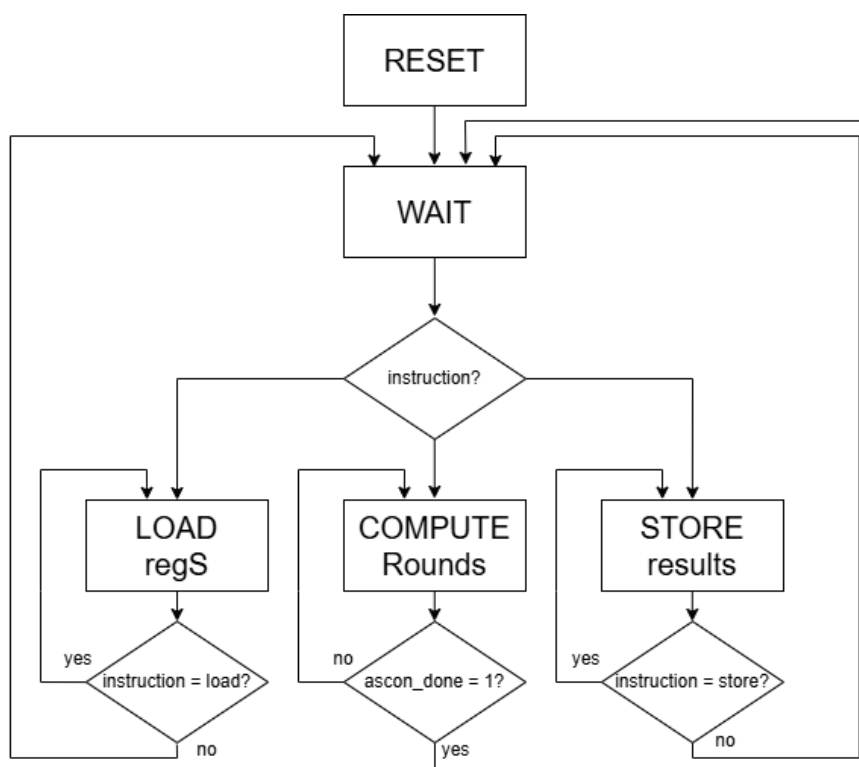 RESET
WAIT
instruction?
LOAD
regS
COMPUTE
Rounds
STORE
results
yes
instruction = load?
no
no
ascon_done = 1?
yes
yes
instruction = store?
no